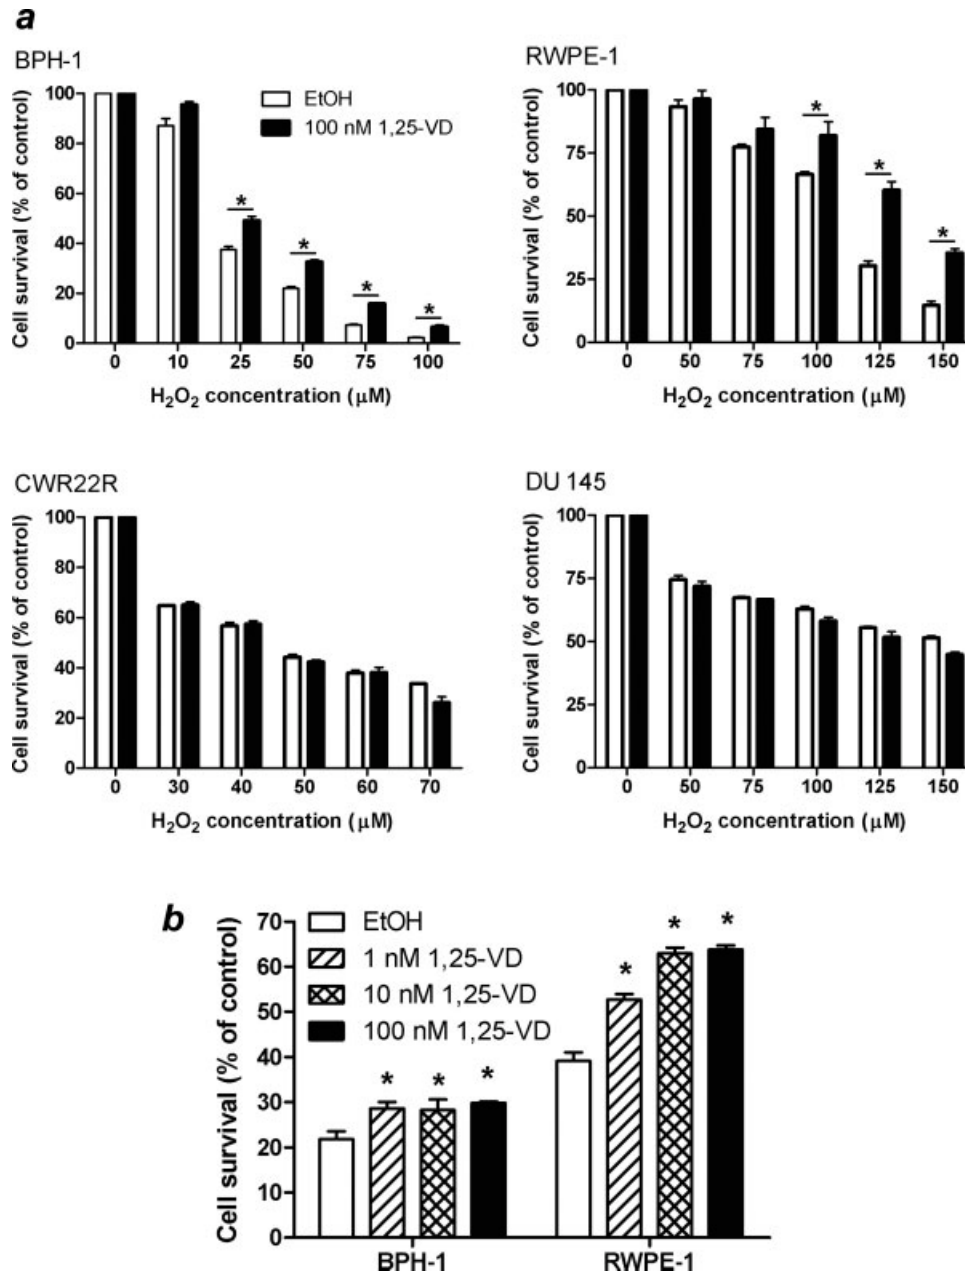 a
BPH-1
Cell survival (% of control)
100
80
60
40
20
0
EtOH
100 nM 1,25-VD
*
*
*
*
0 10 25 50 75 100
H₂O₂ concentration (μM)
RWPE-1
Cell survival (% of control)
100
75
50
25
0
*
*
*
0 50 75 100 125 150
H₂O₂ concentration (μM)
CWR22R
Cell survival (% of control)
100
80
60
40
20
0
0 30 40 50 60 70
H₂O₂ concentration (μM)
DU 145
Cell survival (% of control)
100
75
50
25
0
0 50 75 100 125 150
H₂O₂ concentration (μM)
b
Cell survival (% of control)
70
60
50
40
30
20
10
0
EtOH
1 nM 1,25-VD
10 nM 1,25-VD
100 nM 1,25-VD
* * *
* * *
BPH-1 RWPE-1